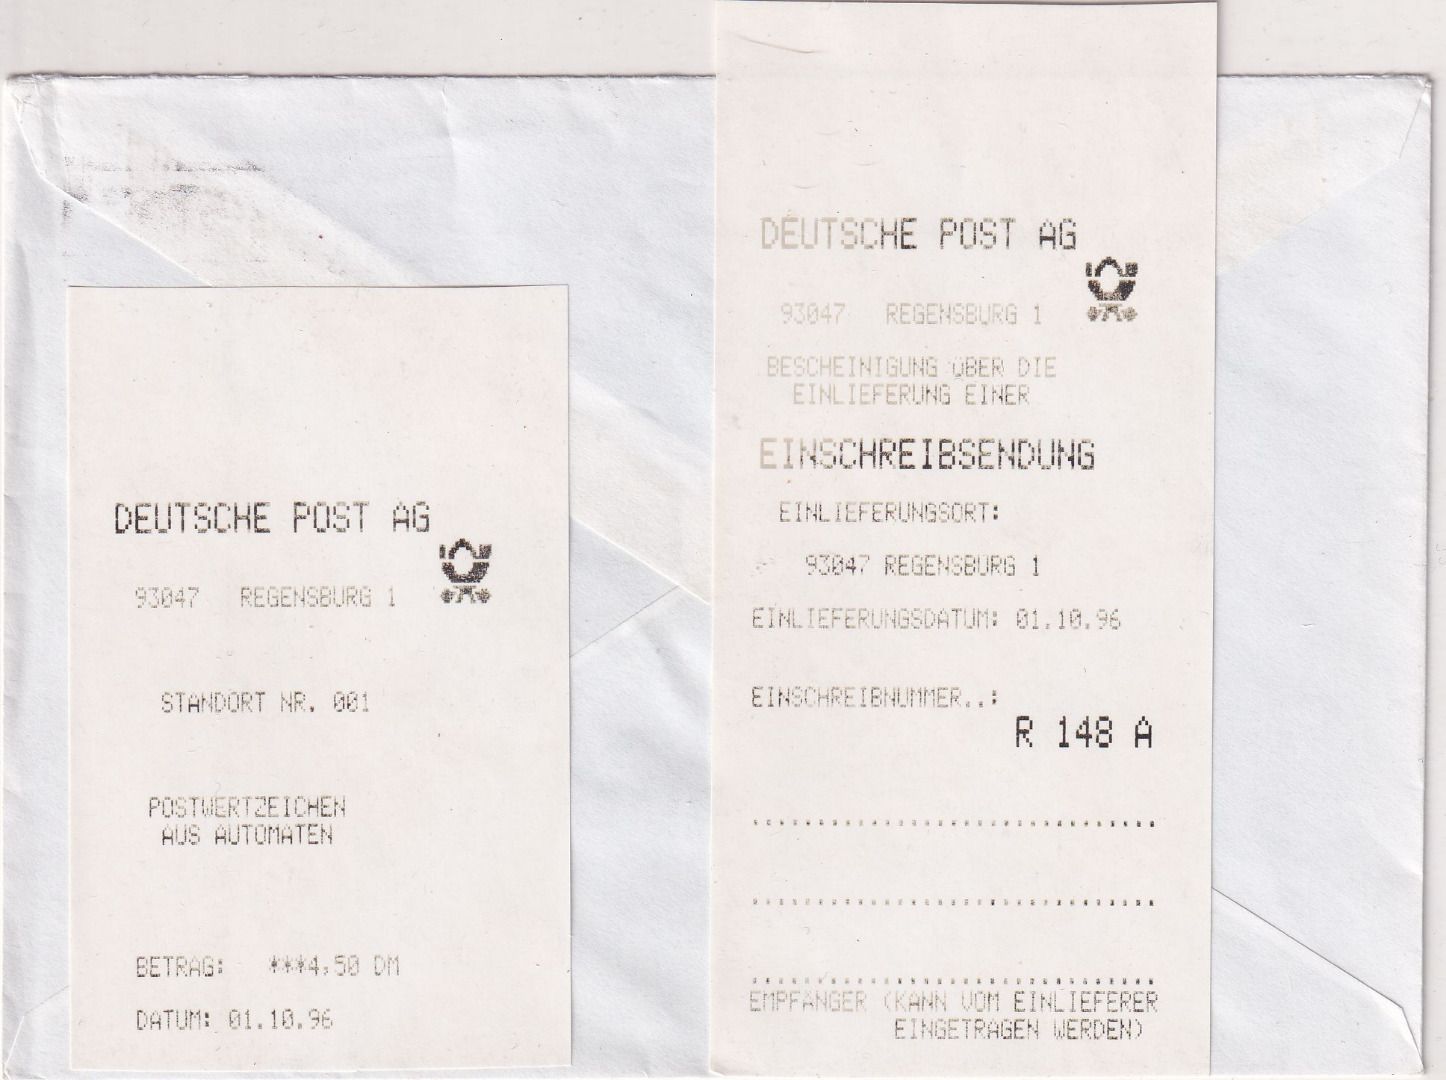 DEUTSCHE POST AG
93047 REGENSBURG 1
STANDORT NR. 001
POSTWERTZEICHEN
AUS AUTOMATEN
BETRAG: ***4,50 DM
DATUM: 01.10.96
DEUTSCHE POST AG
93047 REGENSBURG 1
BESCHEINIGUNG ÜBER DIE
EINLIEFERUNG EINER
EINSCHREIBSENDUNG
EINLIEFERUNGSORT:
93047 REGENSBURG 1
EINLIEFERUNGSDATUM: 01.10.96
EINSCHREIBNUMMER..:
R 148 A
EMPFÄNGER (KANN VOM EINLIEFERER
EINGETRAGEN WERDEN)